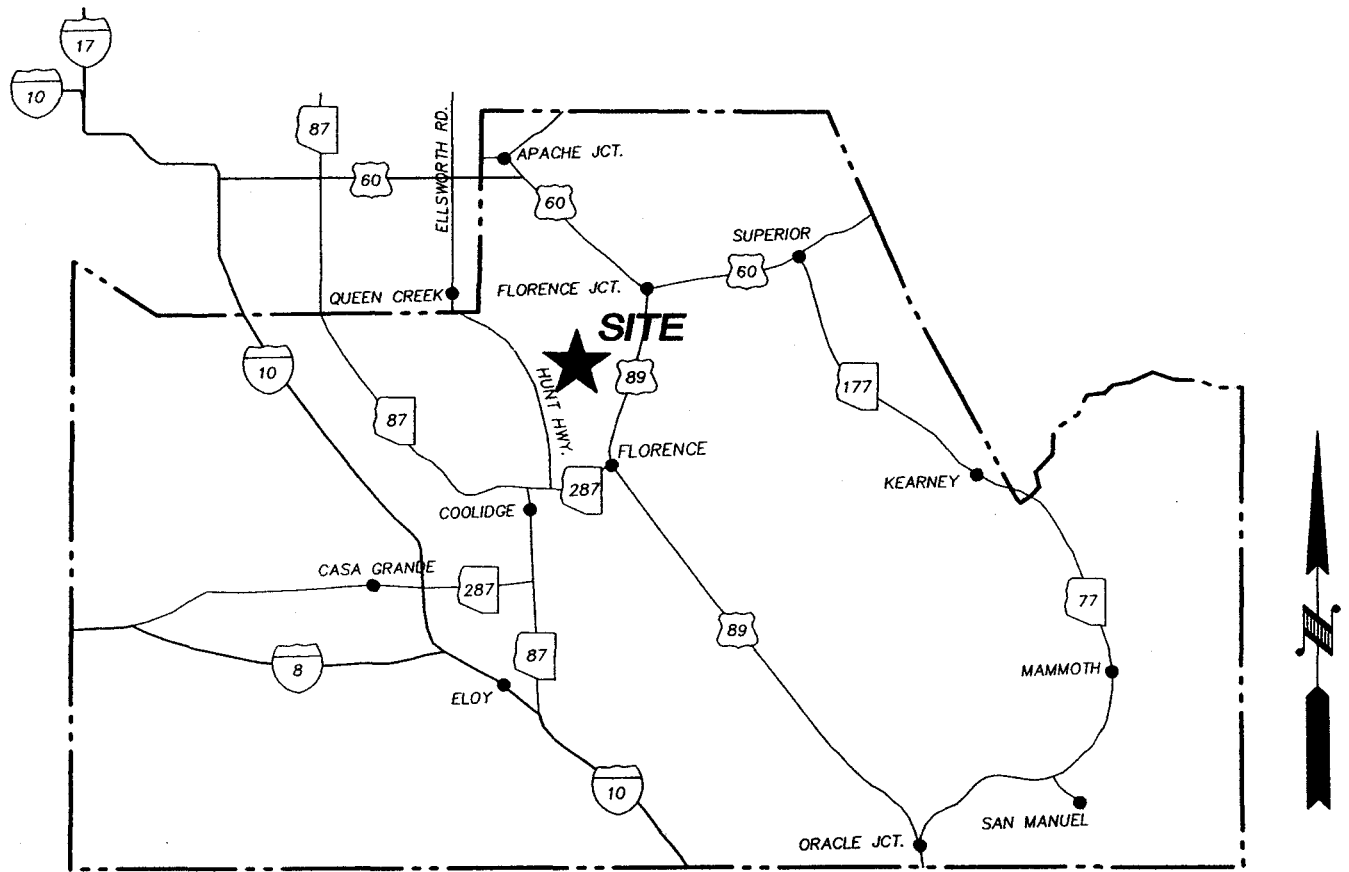 17
10
87
ELLSWORTH RD.
APACHE JCT.
60
60
SUPERIOR
60
QUEEN CREEK
FLORENCE JCT.
SITE
10
89
HUNT HWY.
177
87
FLORENCE
287
KEARNEY
COOLIDGE
CASA GRANDE
287
77
89
87
8
MAMMOTH
ELOY
10
SAN MANUEL
ORACLE JCT.
N